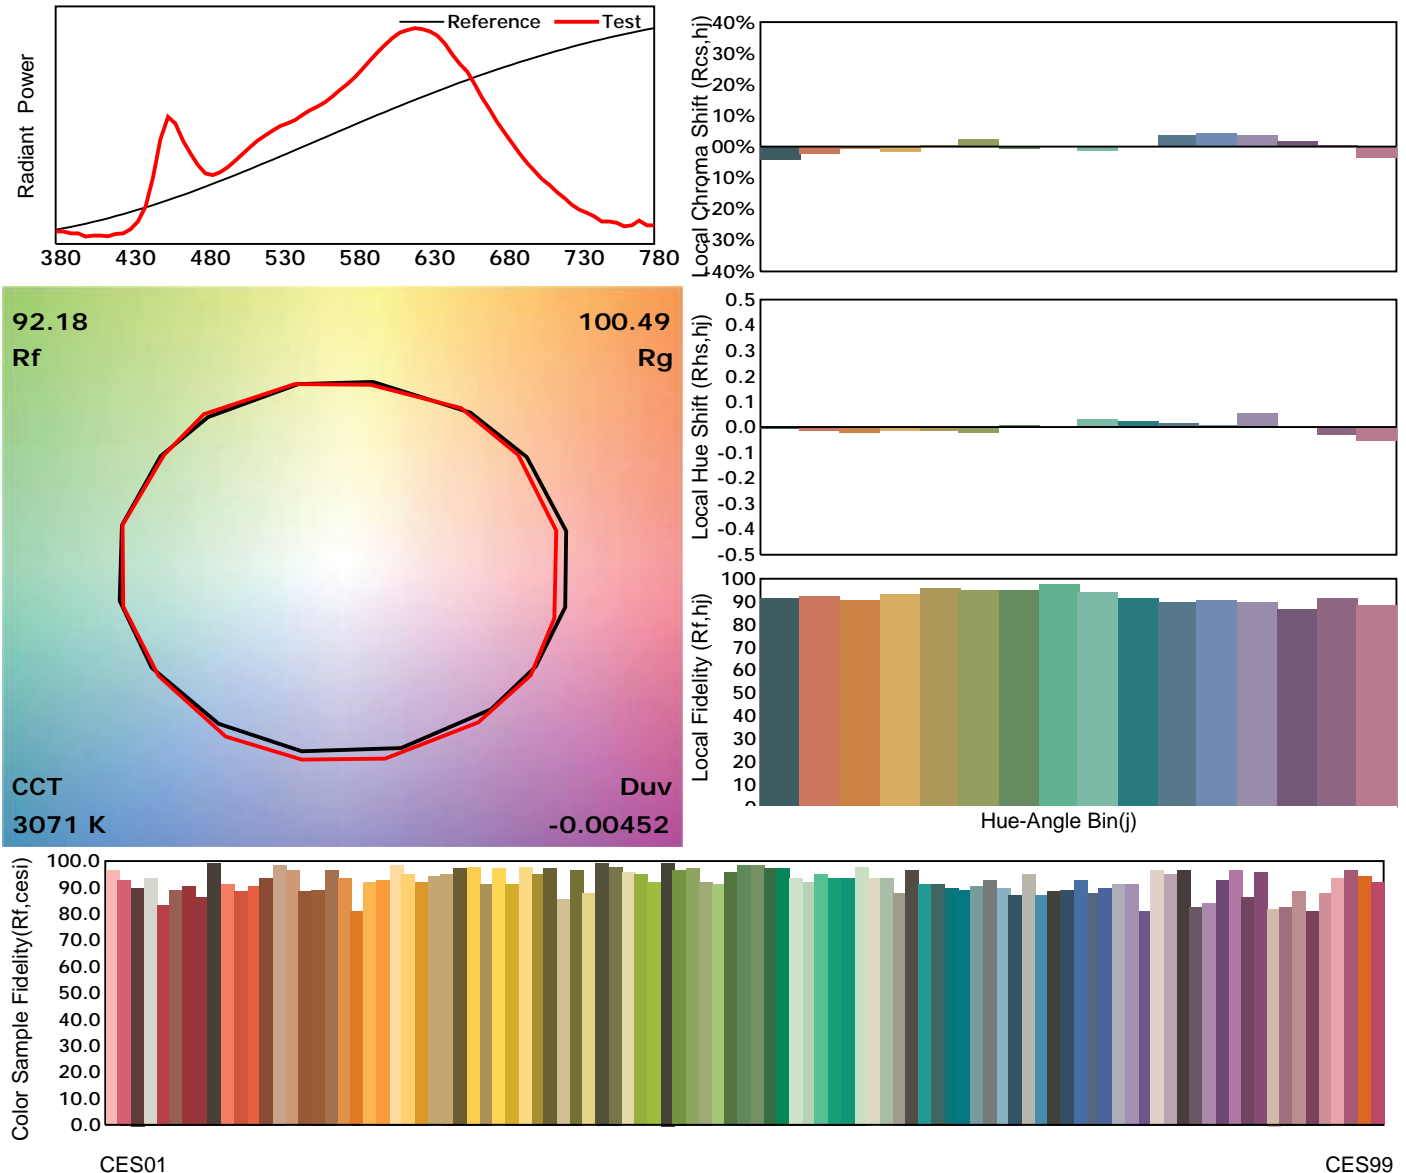 Reference
Test
Radiant Power
380 430 480 530 580 630 680 730 780
40%
30%
20%
10%
00%
-10%
-20%
-30%
-40%
Local Chroma Shift (Rcs,hj)
92.18
Rf
100.49
Rg
CCT
3071 K
Duv
-0.00452
0.5
0.4
0.3
0.2
0.1
0.0
-0.1
-0.2
-0.3
-0.4
-0.5
Local Hue Shift (Rhs,hj)
100
90
80
70
60
50
40
30
20
10
0
Local Fidelity (Rf,hj)
Hue-Angle Bin(j)
100.0
90.0
80.0
70.0
60.0
50.0
40.0
30.0
20.0
10.0
0.0
Color Sample Fidelity(Rf,cesi)
CES01
CES99